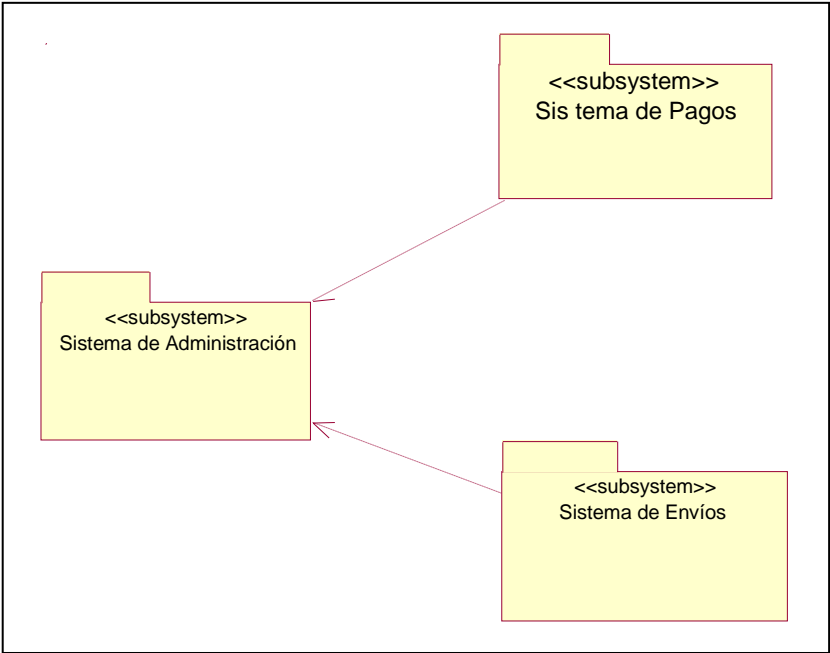 <<subsystem>>
Sis tema de Pagos
<<subsystem>>
Sistema de Administración
<<subsystem>>
Sistema de Envíos